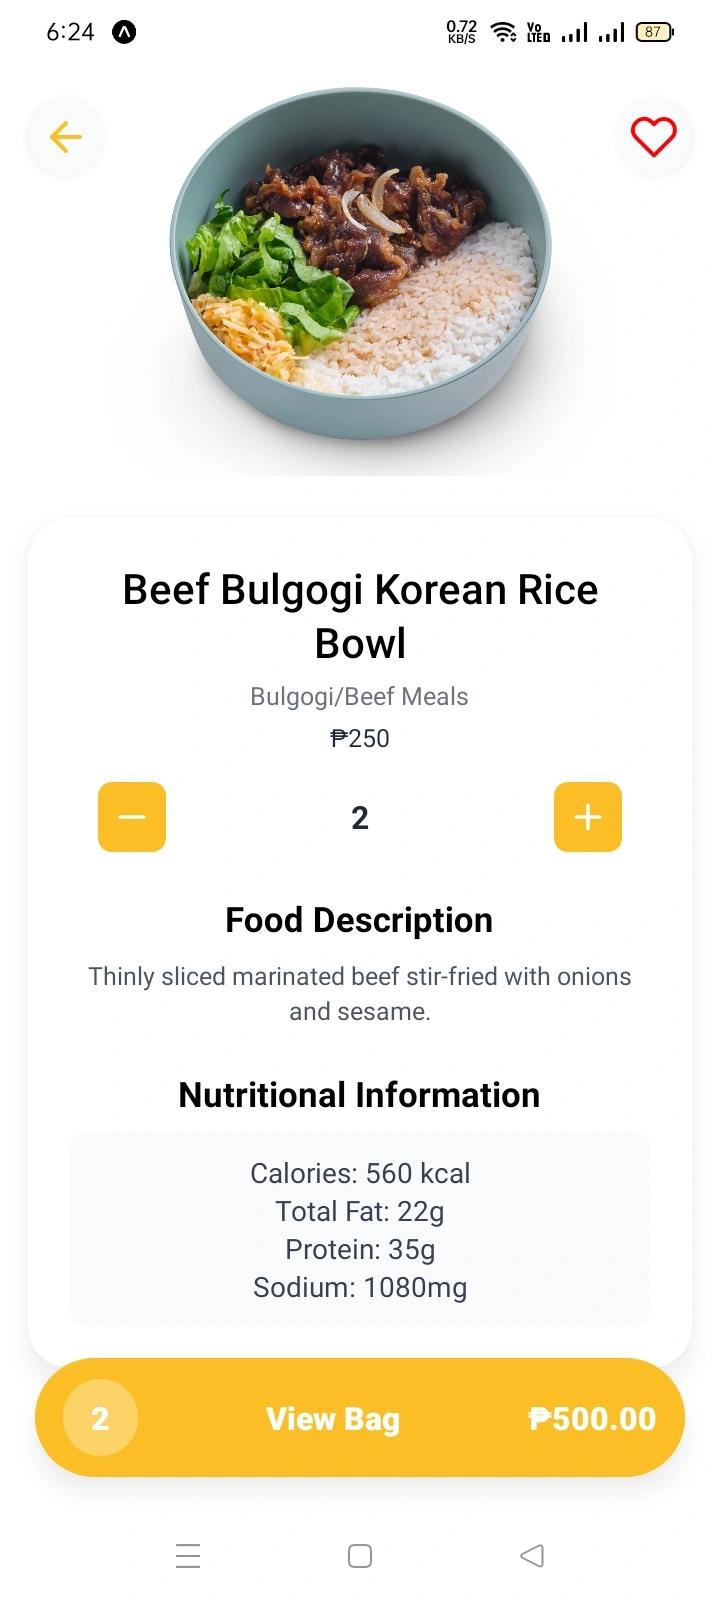 6:24
0.72
KB/S
Vo
LTE
87
Beef Bulgogi Korean Rice
Bowl
Bulgogi/Beef Meals
₱250
2
Food Description
Thinly sliced marinated beef stir-fried with onions
and sesame.
Nutritional Information
Calories: 560 kcal
Total Fat: 22g
Protein: 35g
Sodium: 1080mg
2 View Bag ₱500.00